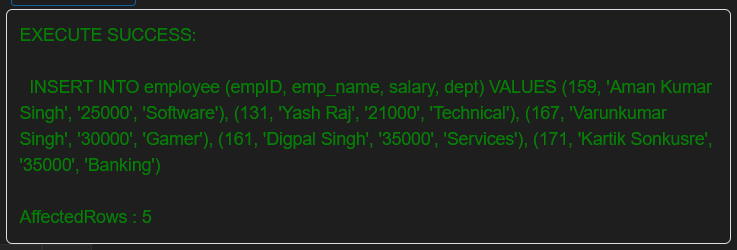 EXECUTE SUCCESS:
INSERT INTO employee (empID, emp_name, salary, dept) VALUES (159, 'Aman Kumar
Singh', '25000', 'Software'), (131, 'Yash Raj', '21000', 'Technical'), (167, 'Varunkumar
Singh', '30000', 'Gamer'), (161, 'Digpal Singh', '35000', 'Services'), (171, 'Kartik Sonkusre',
'35000', 'Banking')
AffectedRows : 5